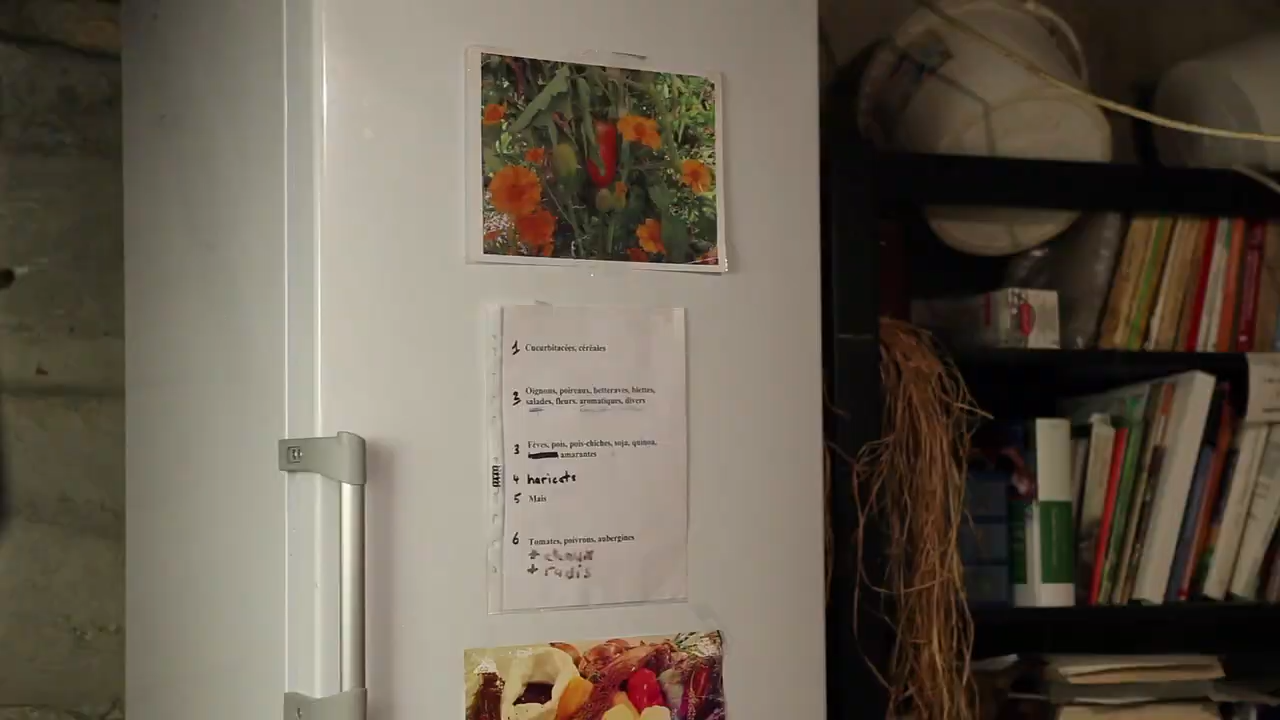 1 Cucurbitacées, céréales
2 Oignons, poireaux, betteraves, blettes,
salades, fleurs, aromatiques, divers
3 Fèves, pois, pois-chiches, soja, quinoa,
amarantes
4 haricots
5 Maïs
6 Tomates, poivrons, aubergines
+ choux
+ radis